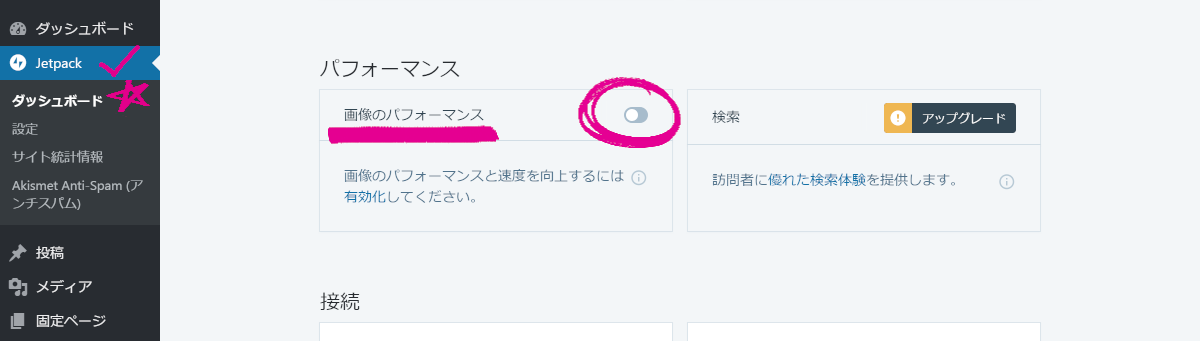 ダッシュボード
Jetpack
ダッシュボード
設定
サイト統計情報
Akismet Anti-Spam (ア
ンチスパム)
投稿
メディア
固定ページ
パフォーマンス
画像のパフォーマンス
画像のパフォーマンスと速度を向上するには
有効化してください。
検索
アップグレード
訪問者に優れた検索体験を提供します。
接続